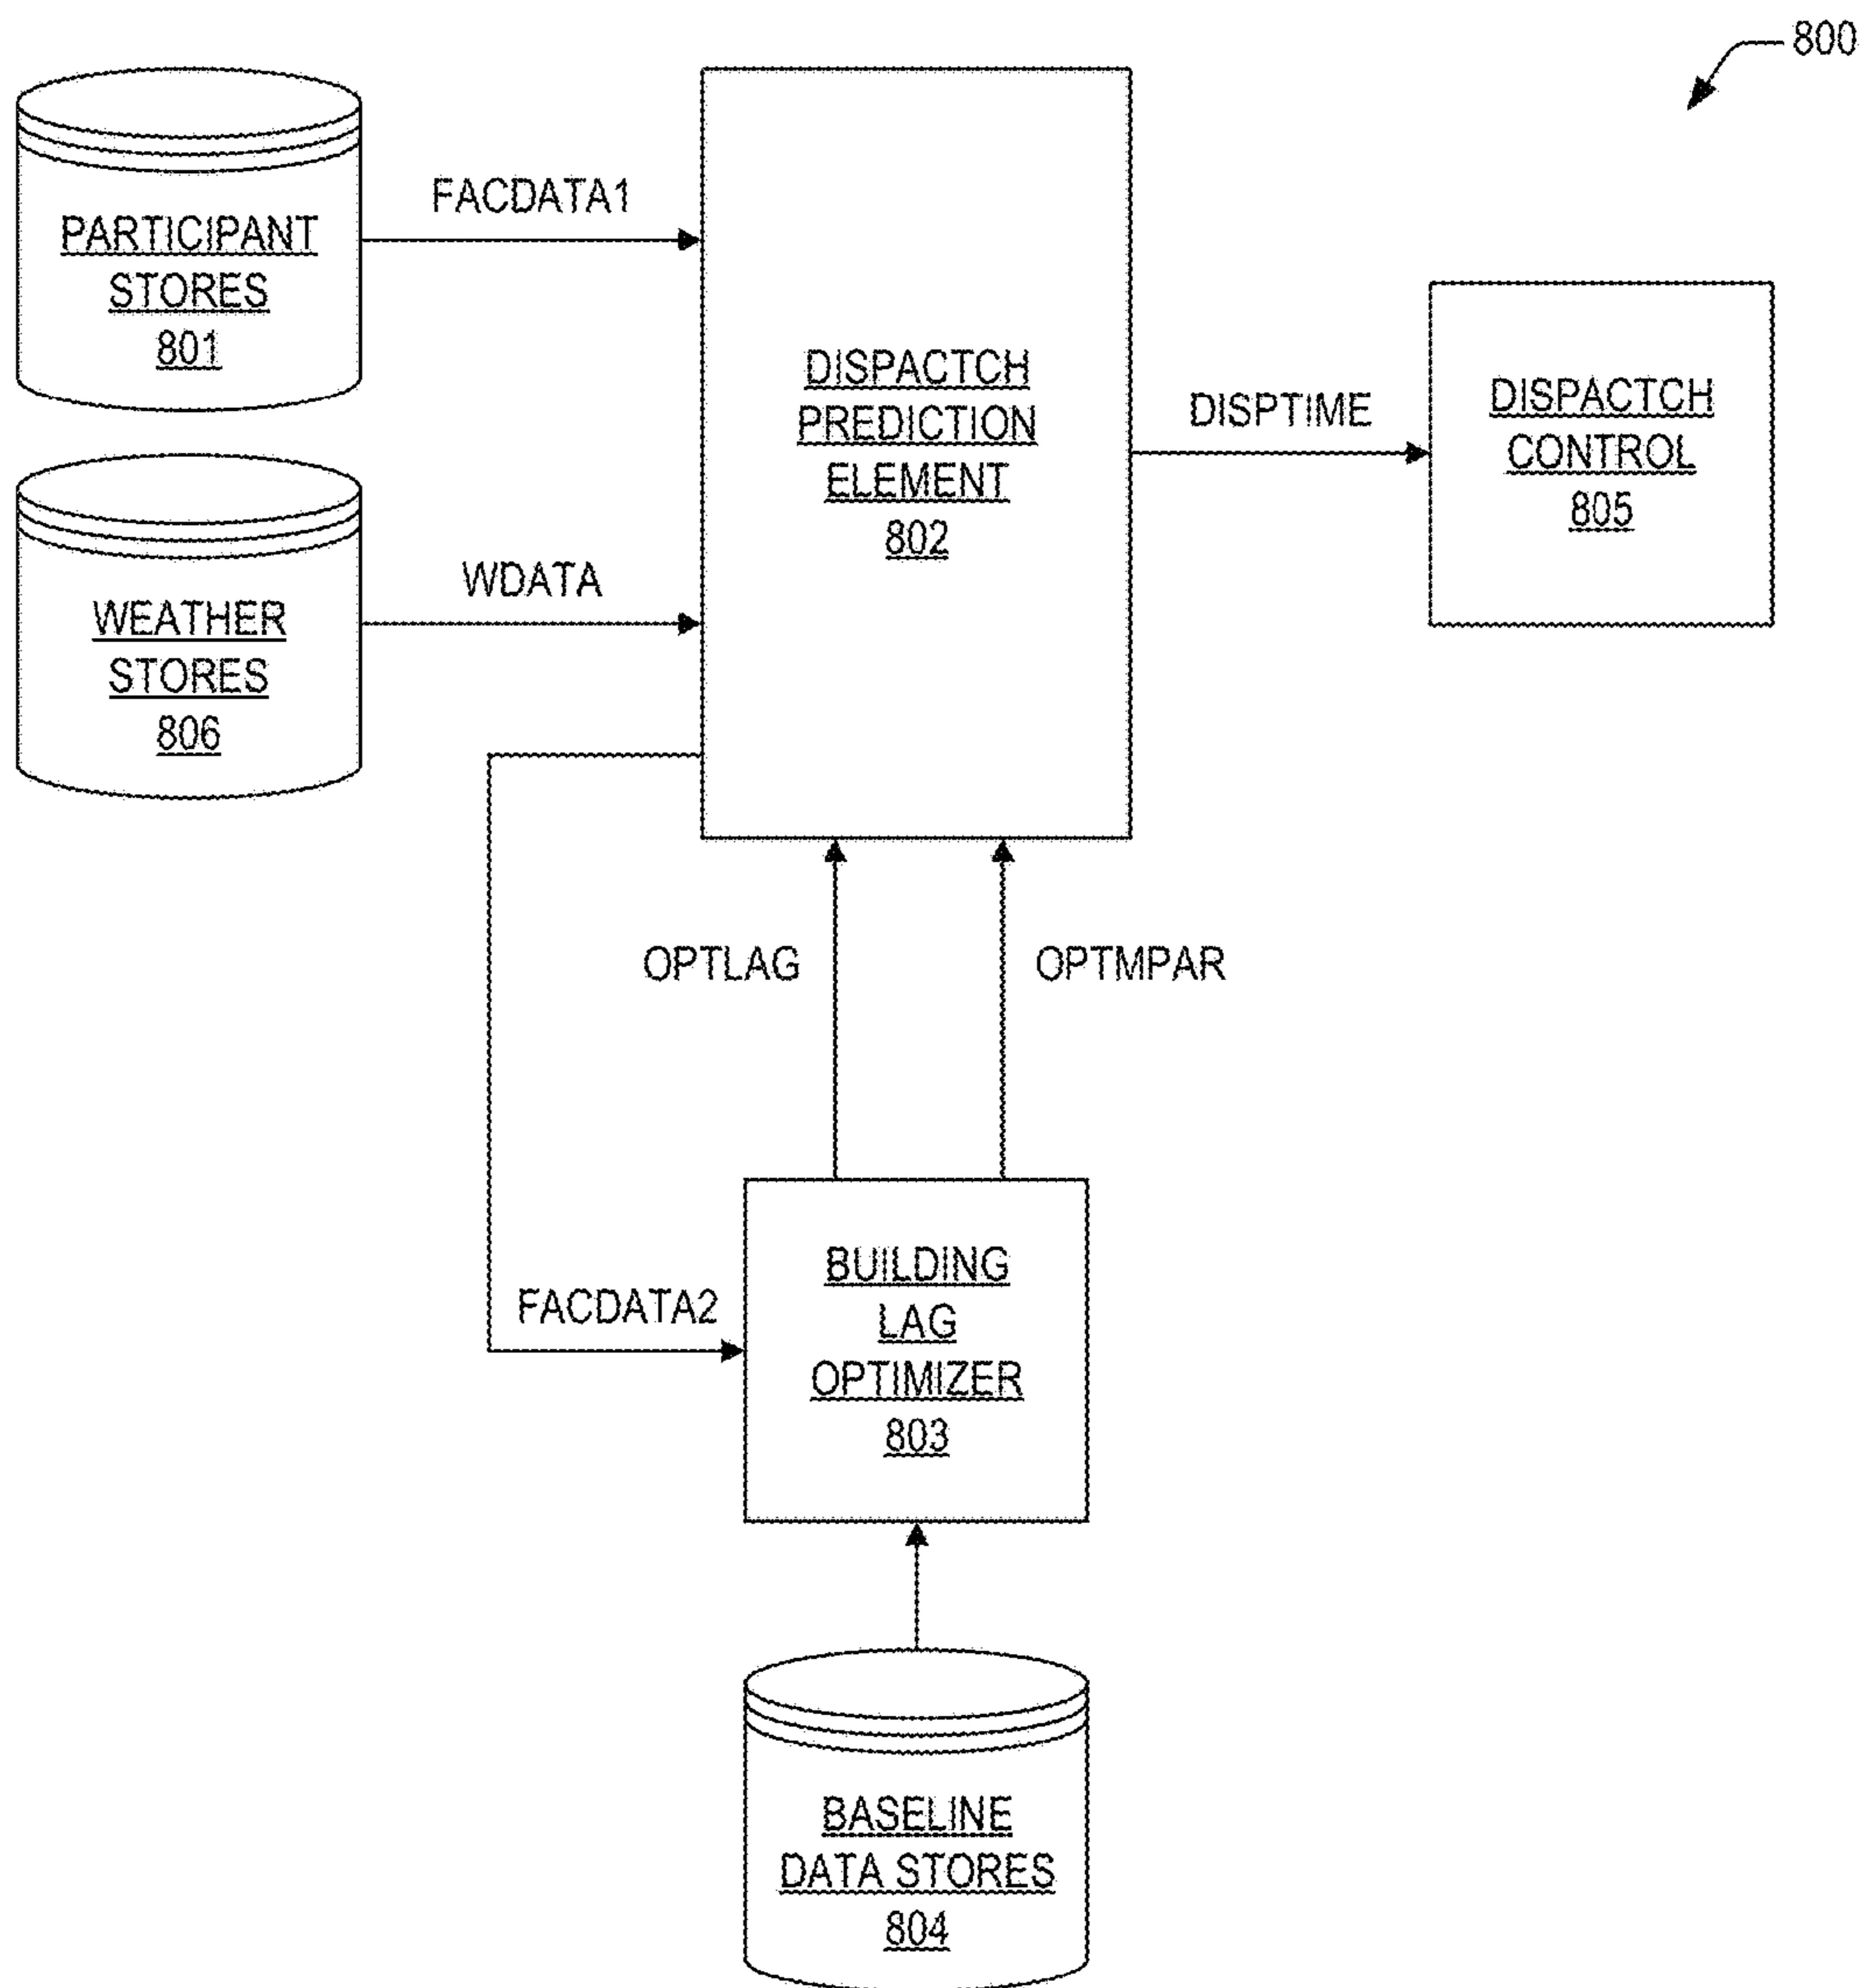 800
PARTICIPANT
STORES
801
FACDATA1
DISPACTCH
PREDICTION
ELEMENT
802
DISPTIME
DISPACTCH
CONTROL
805
WEATHER
STORES
806
WDATA
OPTLAG
OPTMPAR
FACDATA2
BUILDING
LAG
OPTIMIZER
803
BASELINE
DATA STORES
804